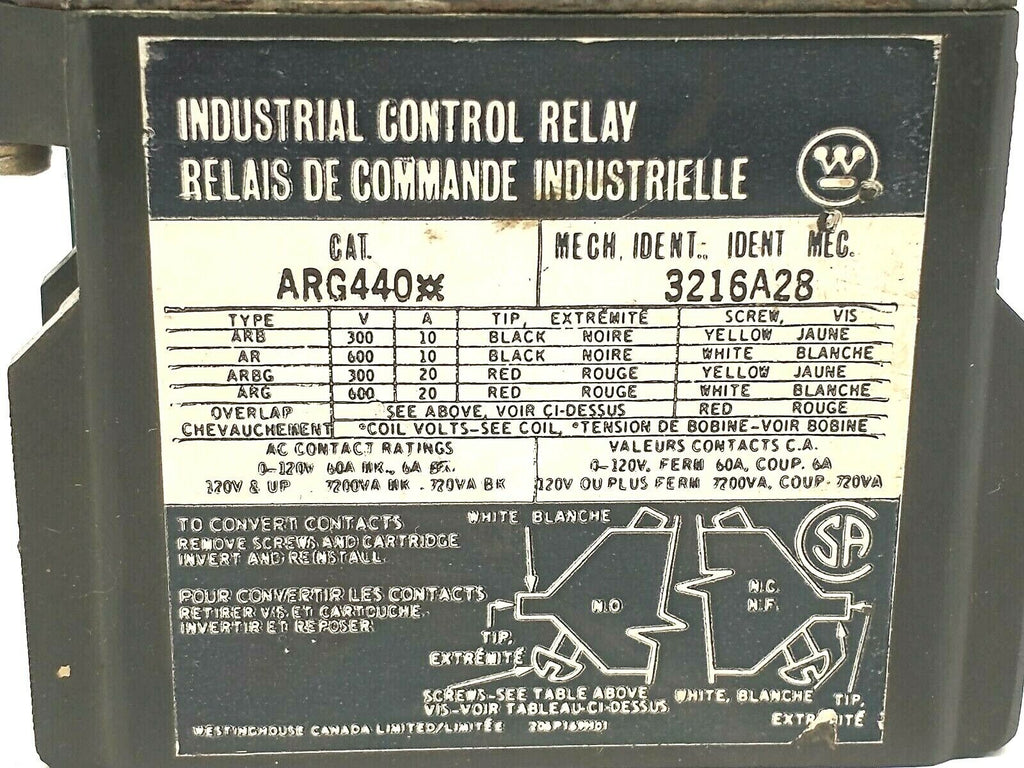 INDUSTRIAL CONTROL RELAY
RELAIS DE COMMANDE INDUSTRIELLE
W
CAT.
MECH. IDENT.: IDENT MEC.
ARG440※
3216A28
TYPE V A TIP, EXTRÉMITÉ SCREW, VIS
ARB 300 10 BLACK NOIRE YELLOW JAUNE
AR 600 10 BLACK NOIRE WHITE BLANCHE
ARBG 300 20 RED ROUGE YELLOW JAUNE
ARG 600 20 RED ROUGE WHITE BLANCHE
OVERLAP SEE ABOVE, VOIR CI-DESSUS RED ROUGE
CHEVAUCHEMENT *COIL VOLTS-SEE COIL, *TENSION DE BOBINE-VOIR BOBINE
AC CONTACT RATINGS
0-120V 60A MK., 6A BK.
120V & UP 7200VA MK. 720VA BK
VALEURS CONTACTS C.A.
0-120V. FERM 60A, COUP. 6A
120V OU PLUS FERM 7200VA, COUP-720VA
TO CONVERT CONTACTS
REMOVE SCREWS AND CARTRIDGE
INVERT AND REINSTALL
POUR CONVERTIR LES CONTACTS
RETIRER VIS ET CARTOUCHE.
INVERTIR ET REPOSER
WHITE BLANCHE
N.O
N.C.
N.F.
CSA
TIP,
EXTRÉMITÉ
SCREWS-SEE TABLE ABOVE
VIS-VOIR TABLEAU-CI-DESSUS
WHITE, BLANCHE
TIP,
EXTRÉMITÉ
WESTINGHOUSE CANADA LIMITED/LIMITÉE